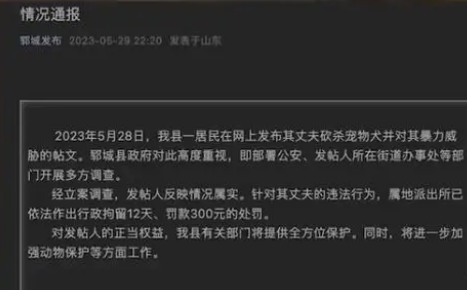 情况通报
郓城发布 2023-05-29 22:20 发表于山东
2023年5月28日，我县一居民在网上发布其丈夫砍杀宠物犬并对其暴力威
胁的帖文。郓城县政府对此高度重视，即部署公安、发帖人所在街道办事处等部
门开展多方调查。
经立案调查，发帖人反映情况属实。针对其丈夫的违法行为，属地派出所已
依法作出行政拘留12天、罚款300元的处罚。
对发帖人的正当权益，我县有关部门将提供全方位保护。同时，将进一步加
强动物保护等方面工作。